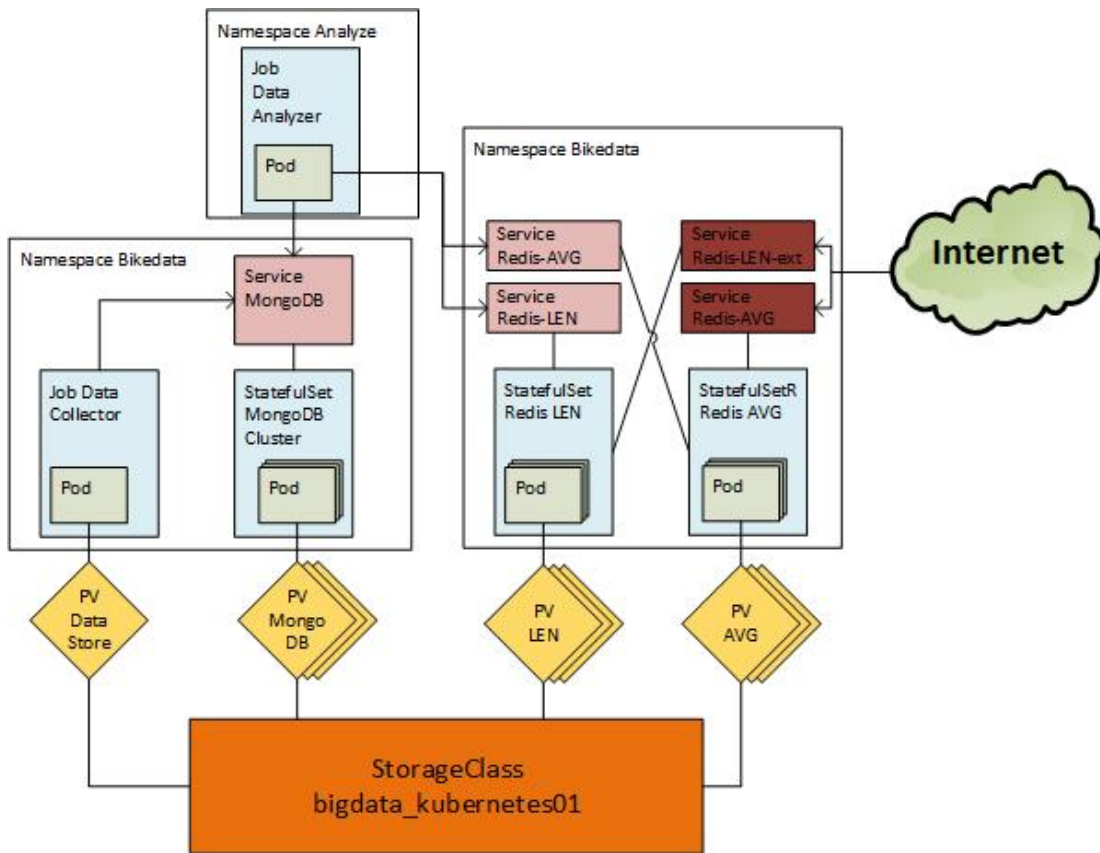 Namespace Analyze
Job
Data
Analyzer
Pod
Namespace Bikedata
Service
MongoDB
Job Data
Collector
Pod
StatefulSet
MongoDB
Cluster
Pod
Namespace Bikedata
Service
Redis-AVG
Service
Redis-LEN-ext
Service
Redis-LEN
Service
Redis-AVG
StatefulSet
Redis LEN
Pod
StatefulSetR
Redis AVG
Pod
Internet
PV
Data
Store
PV
Mongo
DB
PV
LEN
PV
AVG
StorageClass
bigdata_kubernetes01